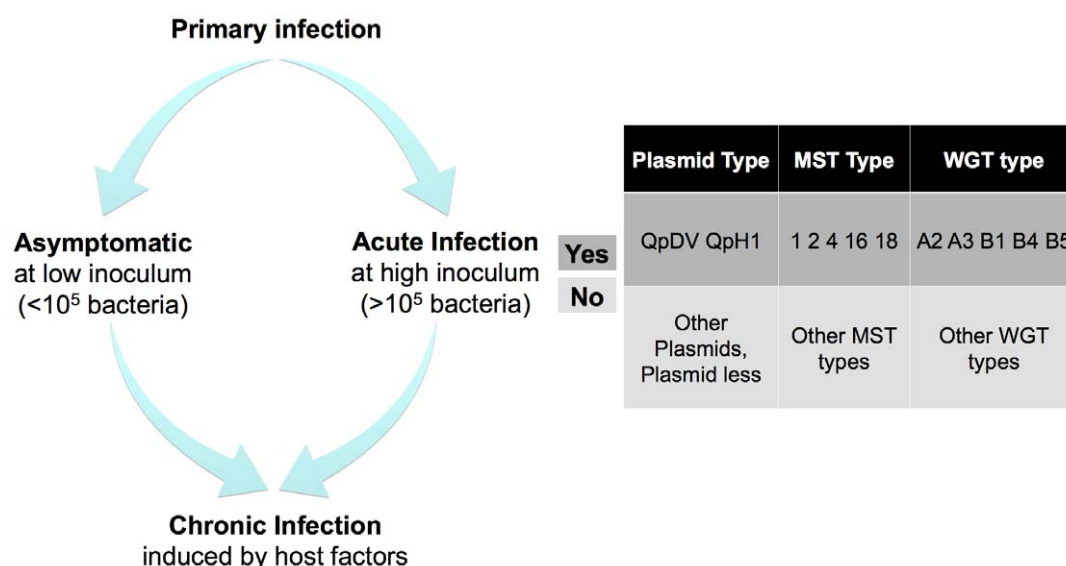 Primary infection
Asymptomatic
at low inoculum
(<10⁵ bacteria)
Acute Infection
at high inoculum
(>10⁵ bacteria)
Chronic Infection
induced by host factors
Yes
No
Plasmid Type MST Type WGT type
QpDV QpH1 1 2 4 16 18 A2 A3 B1 B4 B5
Other
Plasmids,
Plasmid less
Other MST
types
Other WGT
types